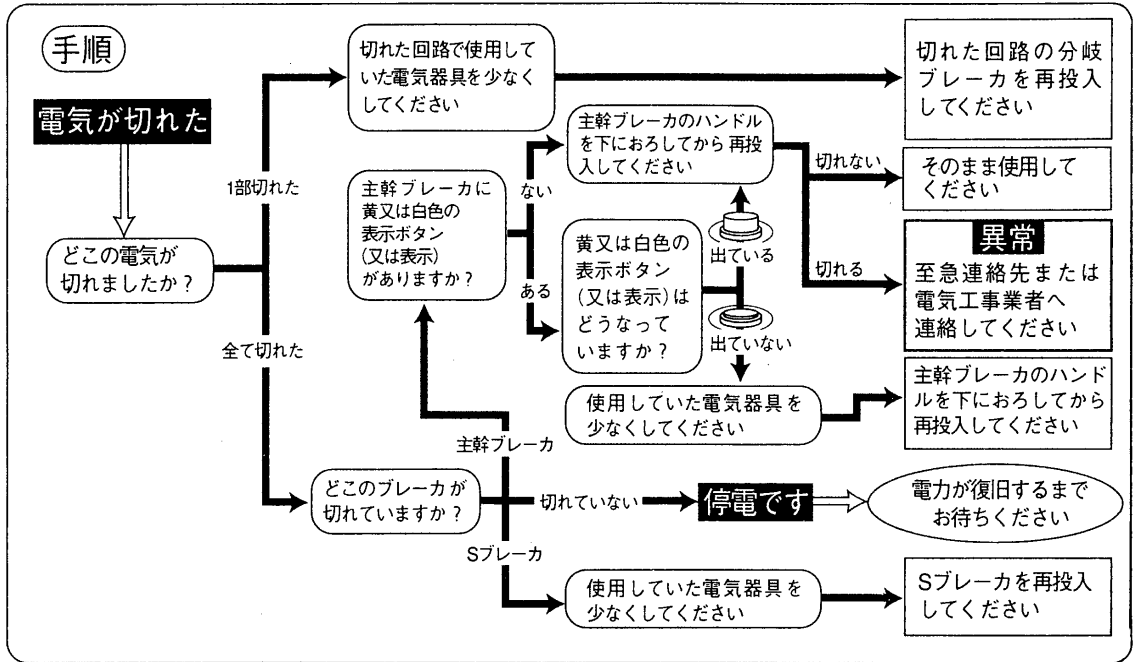 手順
電気が切れた
どこの電気が
切れましたか？
1部切れた
全て切れた
切れた回路で使用して
いた電気器具を少なく
してください
切れた回路の分岐
ブレーカを再投入
してください
主幹ブレーカに
黄又は白色の
表示ボタン
(又は表示)
がありますか？
ない
ある
主幹ブレーカのハンドル
を下におろしてから再投
入してください
切れない
そのまま使用して
ください
切れる
異常
至急連絡先または
電気工事業者へ
連絡してください
黄又は白色の
表示ボタン
(又は表示)は
どうなって
いますか？
出ている
出ていない
使用していた電気器具を
少なくしてください
主幹ブレーカのハンド
ルを下におろしてから
再投入してください
どこのブレーカが
切れていますか？
主幹ブレーカ
切れていない
停電です
電力が復旧するまで
お待ちください
Sブレーカ
使用していた電気器具を
少なくしてください
Sブレーカを再投入
してください